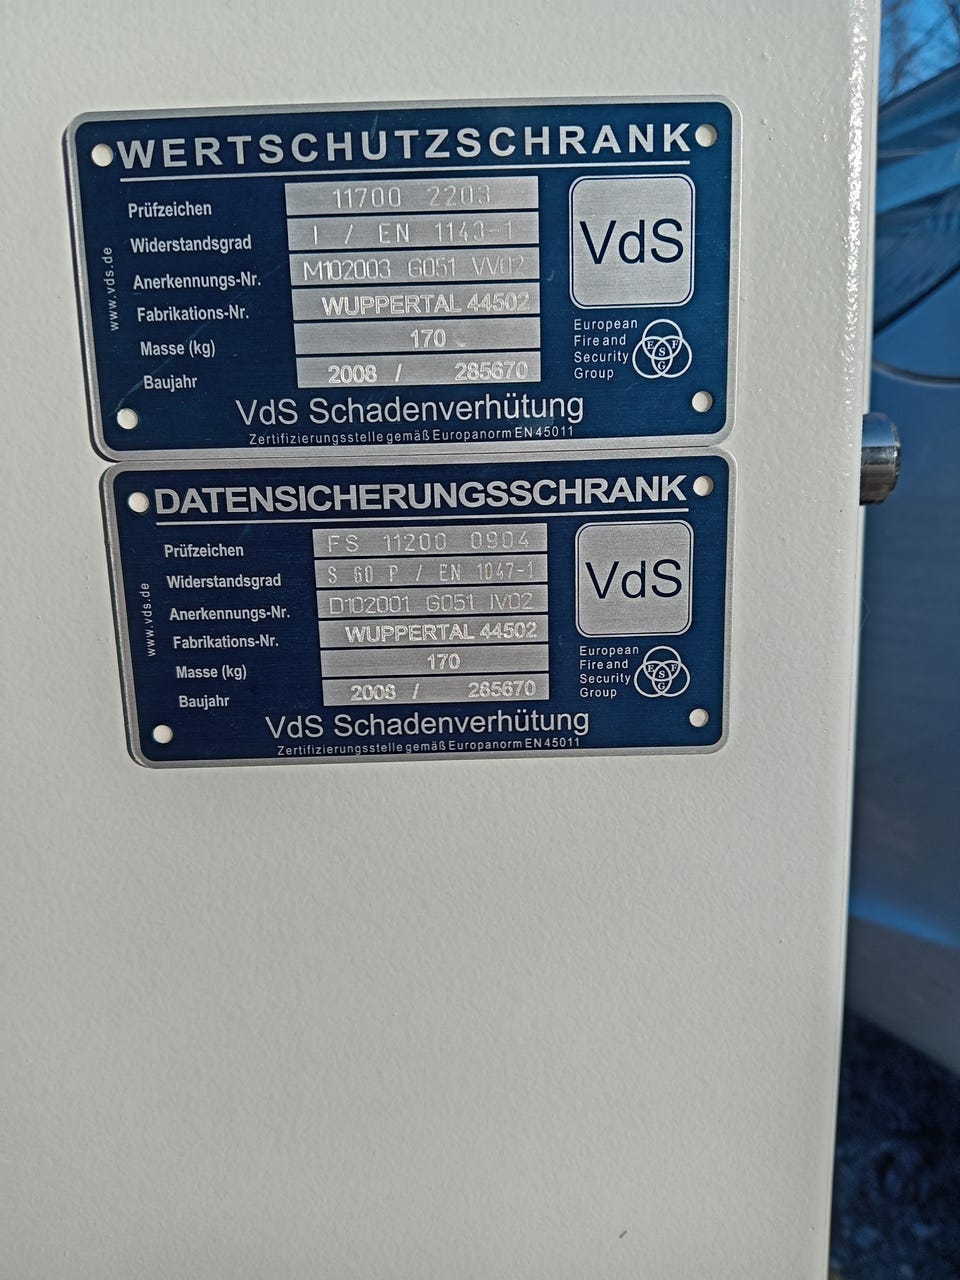 WERTSCHUTZSCHRANK
www.vds.de
Prüfzeichen 11700 2203
Widerstandsgrad I / EN 1143-1
Anerkennungs-Nr. M102003 G051
Fabrikations-Nr. WUPPERTAL 44502
Masse (kg) 170
Baujahr 2008 / 285670
VdS
European
Fire and
Security
Group
E S F G
VdS Schadenverhütung
Zertifizierungsstelle gemäß Europanorm EN 45011
DATENSICHERUNGSSCHRANK
www.vds.de
Prüfzeichen FS 11200 0904
Widerstandsgrad S 60 P / EN 1047-1
Anerkennungs-Nr. D102001 G051 IV02
Fabrikations-Nr. WUPPERTAL 44502
Masse (kg) 170
Baujahr 2008 /
VdS
European
Fire and
Security
Group
E S F G
VdS Schadenverhütung
Zertifizierungsstelle gemäß Europanorm EN 45011